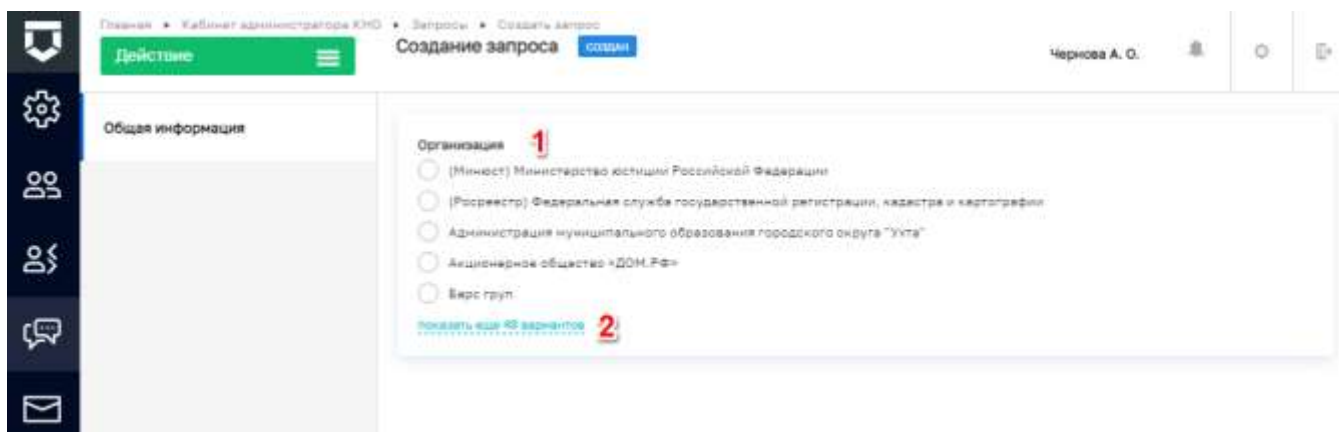 Главная • Кабинет администратора КНО • Запросы • Создать запрос
Действие
Создание запроса СОЗДАН
Чернова А. О.
Общая информация
Организация 1
(Минюст) Министерство юстиции Российской Федерации
(Росреестр) Федеральная служба государственной регистрации, кадастра и картографии
Администрация муниципального образования городского округа "Ухта"
Акционерное общество «ДОМ.РФ»
Барс груп
показать еще 48 вариантов 2